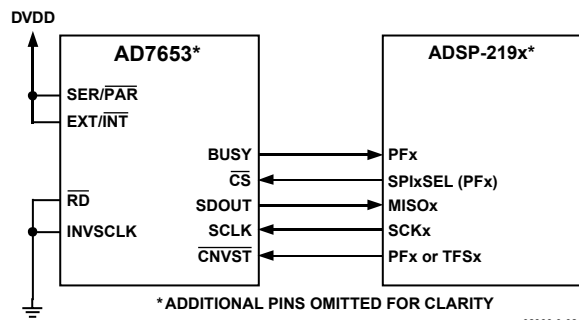 DVDD
AD7653*
ADSP-219x*
SER/PAR
EXT/INT
BUSY
PFx
CS
SPIxSEL (PFx)
RD
SDOUT
MISOx
INVSCLK
SCLK
SCKx
CNVST
PFx or TFSx
*ADDITIONAL PINS OMITTED FOR CLARITY